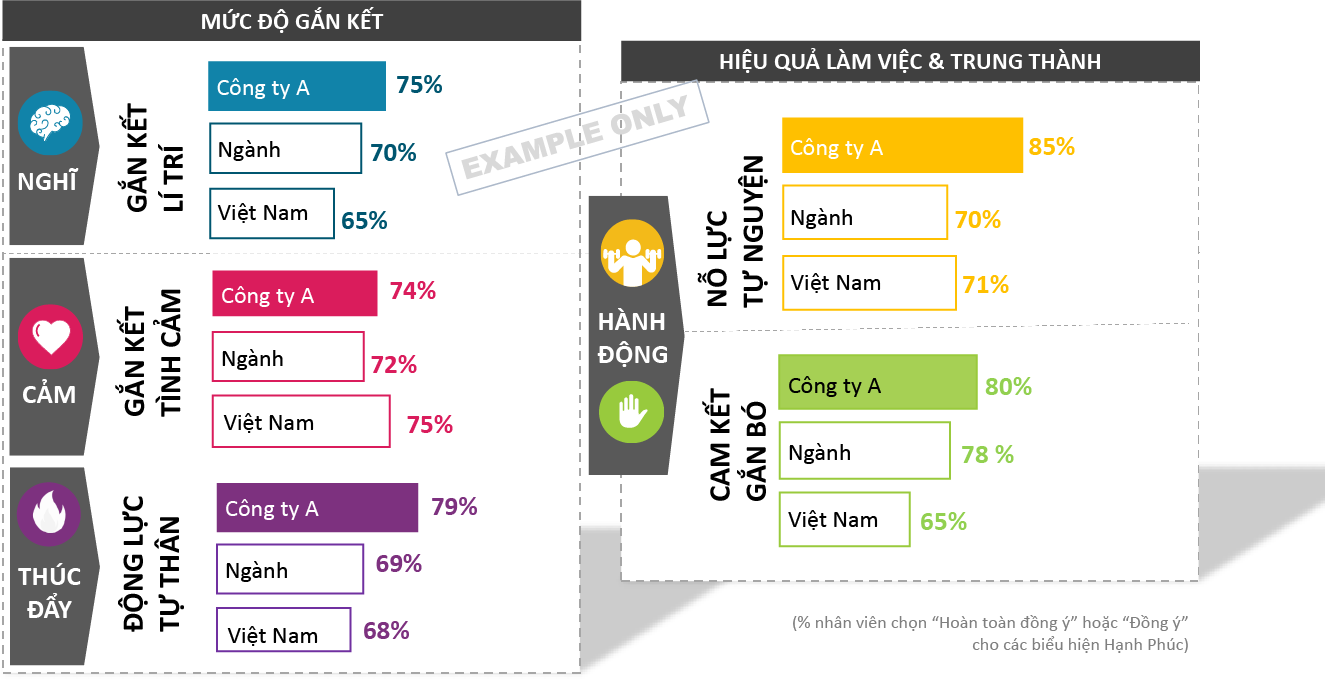 MỨC ĐỘ GẮN KẾT
NGHĨ
GẮN KẾT
LÍ TRÍ
Công ty A 75%
Ngành 70%
Việt Nam 65%
CẢM
GẮN KẾT
TÌNH CẢM
Công ty A 74%
Ngành 72%
Việt Nam 75%
THÚC
ĐẨY
ĐỘNG LỰC
TỰ THÂN
Công ty A 79%
Ngành 69%
Việt Nam 68%
EXAMPLE ONLY
HIỆU QUẢ LÀM VIỆC & TRUNG THÀNH
HÀNH
ĐỘNG
NỖ LỰC
TỰ NGUYỆN
Công ty A 85%
Ngành 70%
Việt Nam 71%
CAM KẾT
GẮN BÓ
Công ty A 80%
Ngành 78 %
Việt Nam 65%
(% nhân viên chọn “Hoàn toàn đồng ý” hoặc “Đồng ý”
cho các biểu hiện Hạnh Phúc)